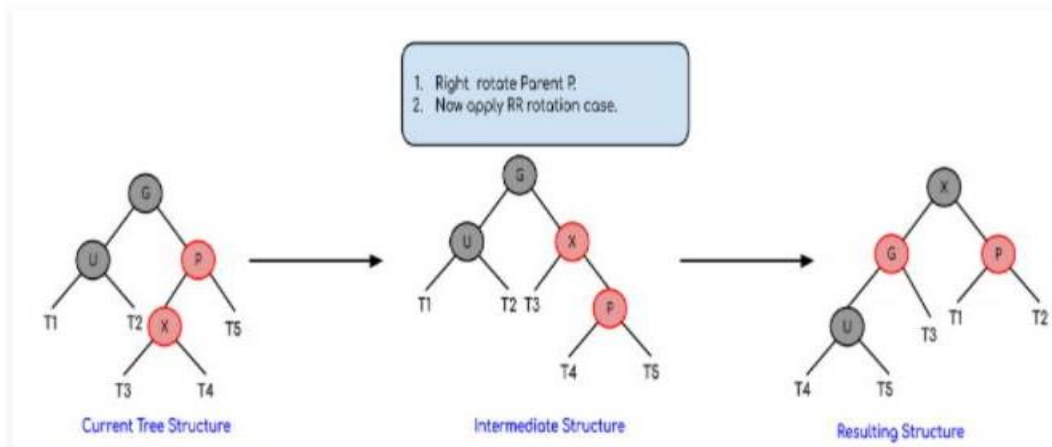 1. Right rotate Parent P.
2. Now apply RR rotation case.
G
U
P
T1
T2
X
T5
T3
T4
Current Tree Structure
G
U
X
T1
T2
T3
P
T4
T5
Intermediate Structure
X
G
P
U
T3
T1
T2
T4
T5
Resulting Structure